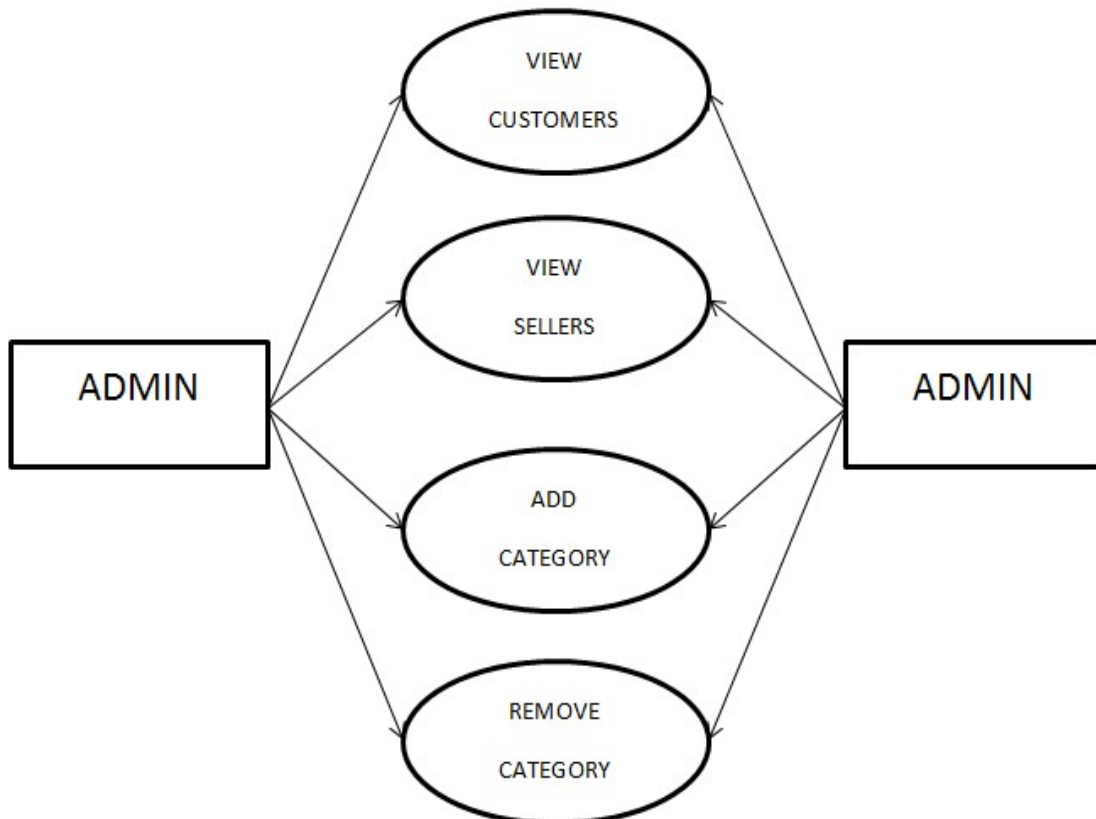 VIEW
CUSTOMERS
VIEW
SELLERS
ADMIN
ADMIN
ADD
CATEGORY
REMOVE
CATEGORY